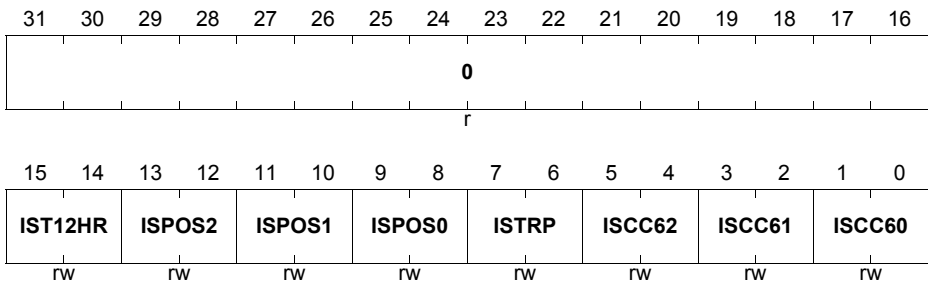 31 30 29 28 27 26 25 24 23 22 21 20 19 18 17 16
0
r
15 14 13 12 11 10 9 8 7 6 5 4 3 2 1 0
IST12HR ISPOS2 ISPOS1 ISPOS0 ISTRP ISCC62 ISCC61 ISCC60
rw rw rw rw rw rw rw rw